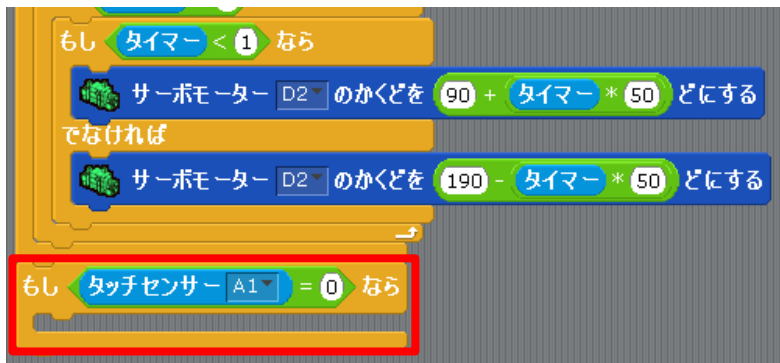 もし タイマー < 1 なら
サーボモーター D2 のかくどを 90 + タイマー * 50 どにする
でなければ
サーボモーター D2 のかくどを 190 - タイマー * 50 どにする
もし タッチセンサー A1 = 0 なら